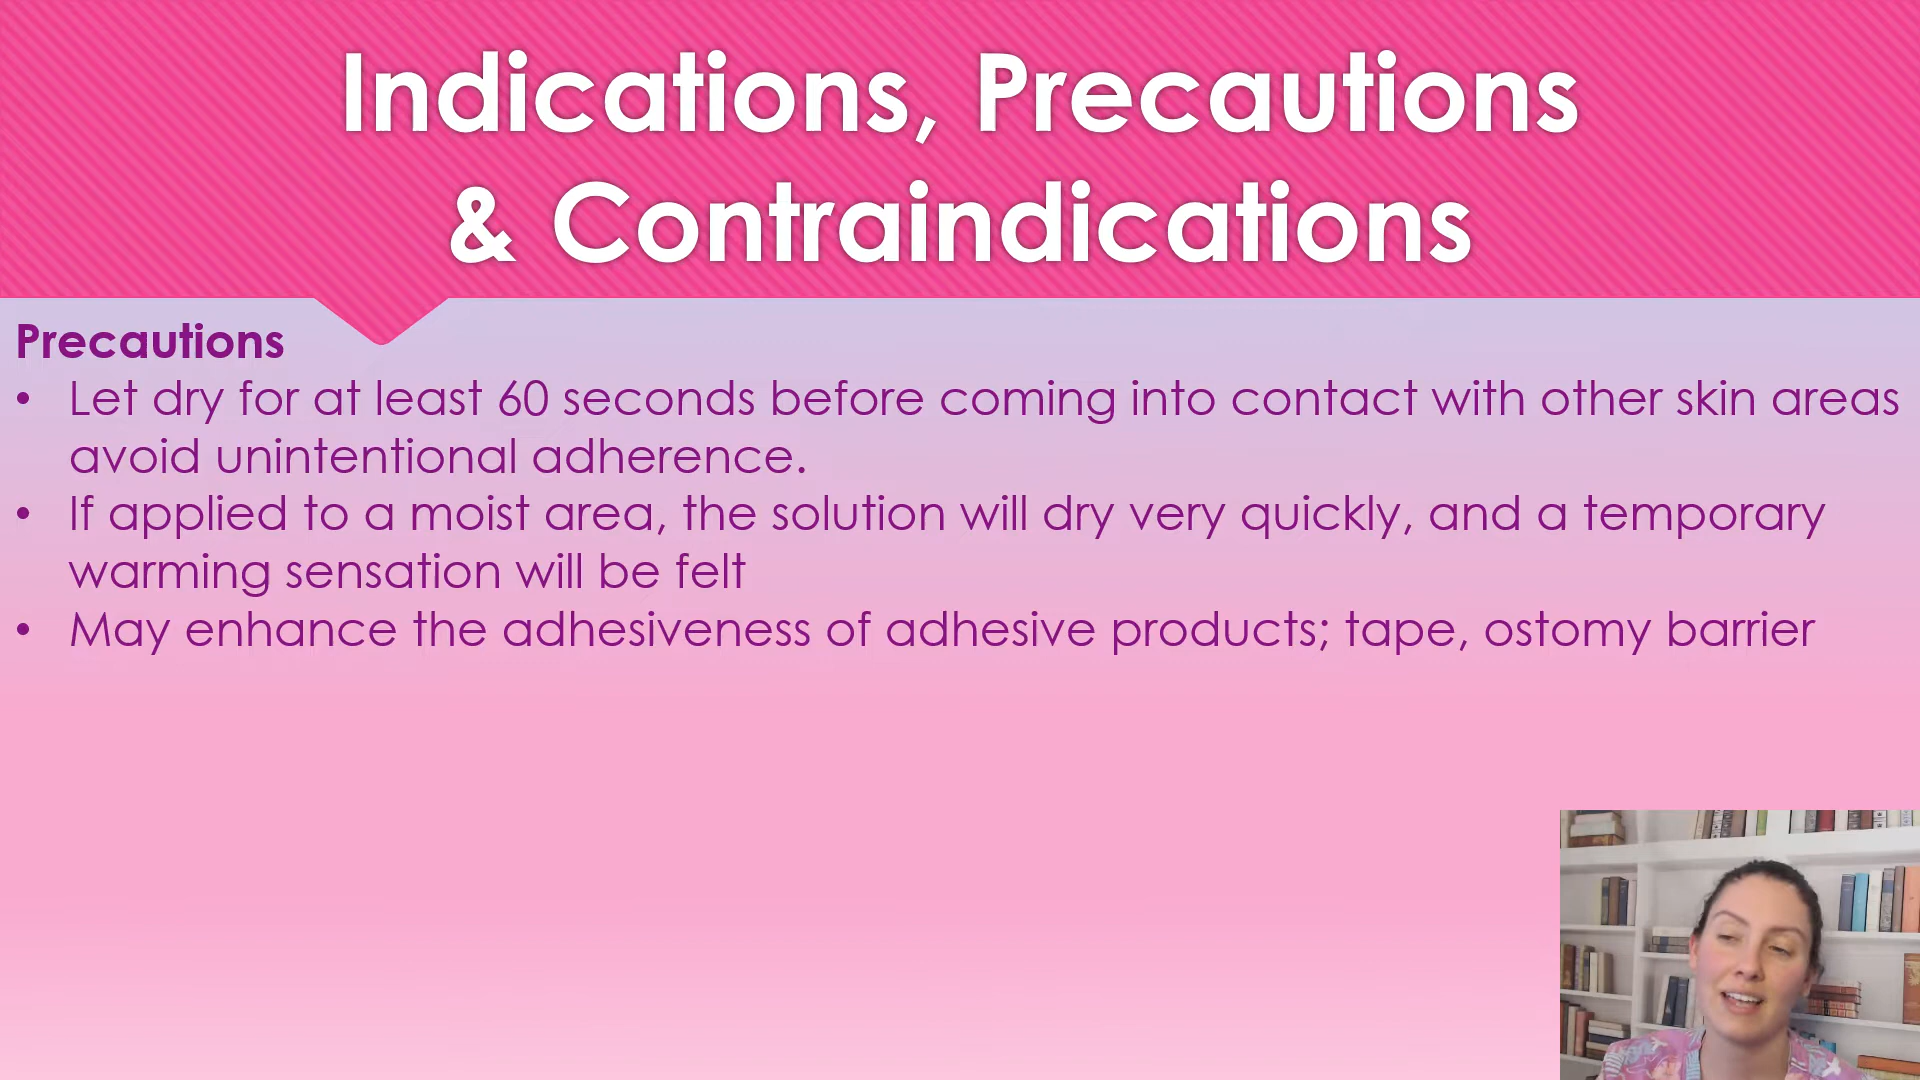 Indications, Precautions
& Contraindications
Precautions
• Let dry for at least 60 seconds before coming into contact with other skin areas
avoid unintentional adherence.
• If applied to a moist area, the solution will dry very quickly, and a temporary
warming sensation will be felt
• May enhance the adhesiveness of adhesive products; tape, ostomy barrier